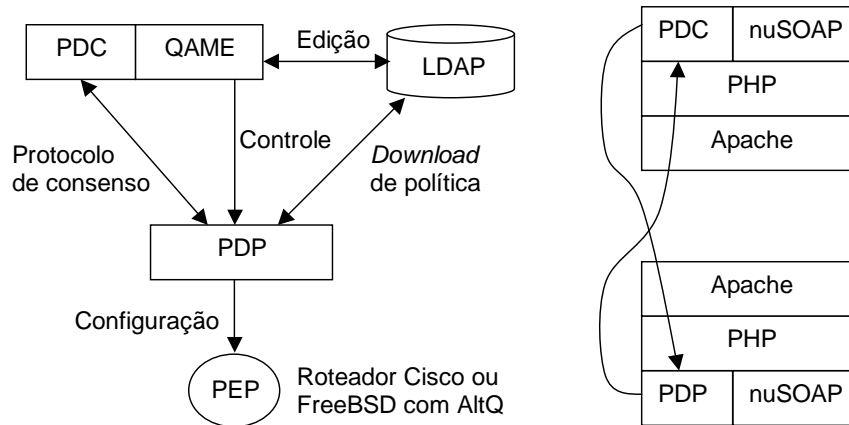 PDC
QAME
Edição
LDAP
Protocolo
de consenso
Controle
Download
de política
PDP
Configuração
PEP
Roteador Cisco ou
FreeBSD com AltQ
PDC
nuSOAP
PHP
Apache
Apache
PHP
PDP
nuSOAP